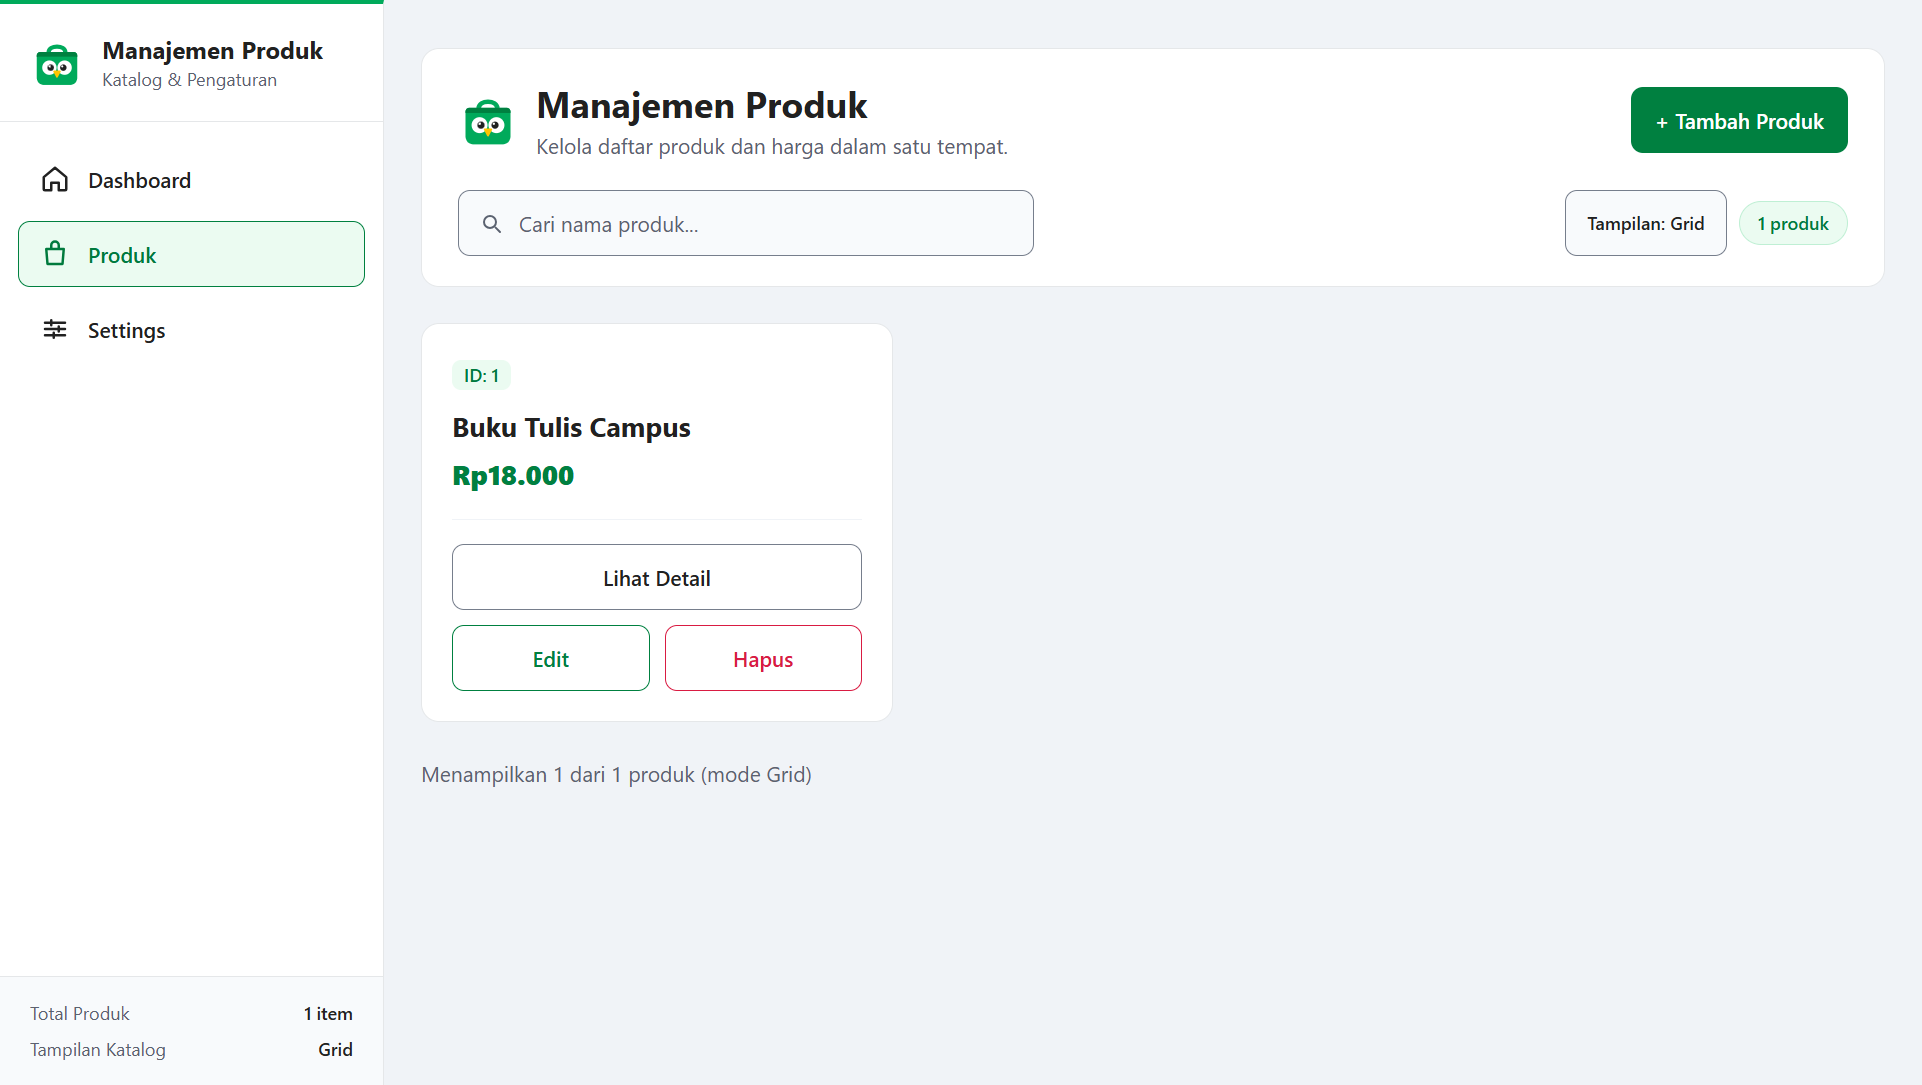 Manajemen Produk
Katalog & Pengaturan
Dashboard
Produk
Settings
Total Produk 1 item
Tampilan Katalog Grid
Manajemen Produk
Kelola daftar produk dan harga dalam satu tempat.
+ Tambah Produk
Cari nama produk...
Tampilan: Grid
1 produk
ID: 1
Buku Tulis Campus
Rp18.000
Lihat Detail
Edit
Hapus
Menampilkan 1 dari 1 produk (mode Grid)